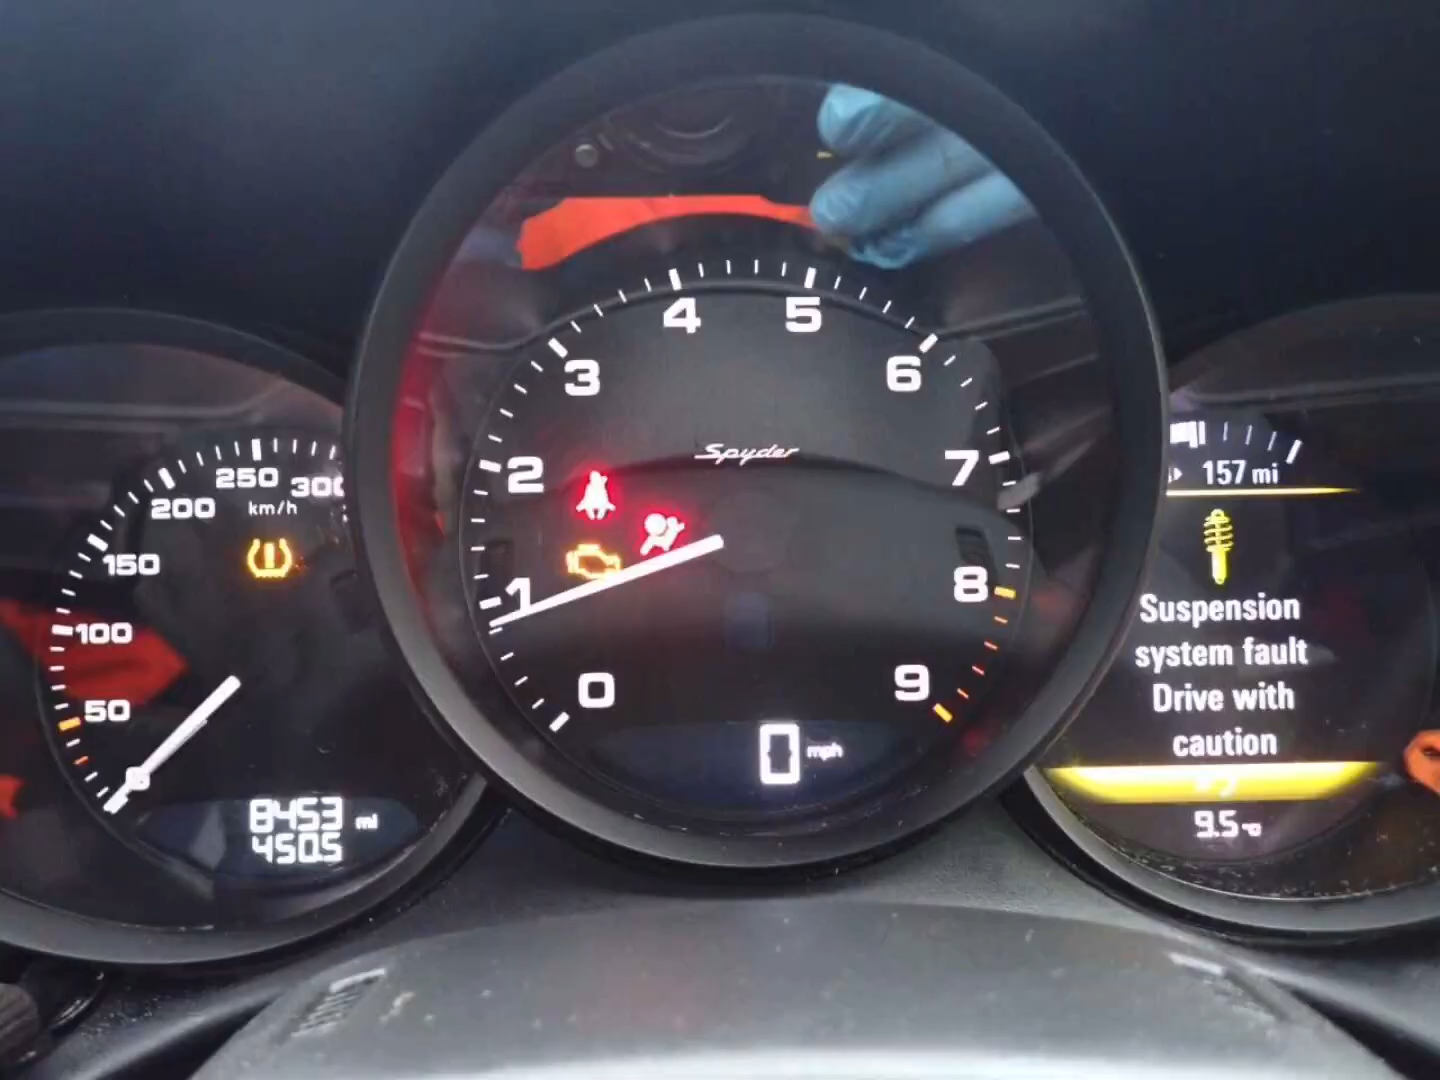 50
100
150
200
250
300
km/h
8453 mi
450.5
0
1
2
3
4
5
6
7
8
9
Spyder
0 mph
157 mi
Suspension
system fault
Drive with
caution
9.5 °C